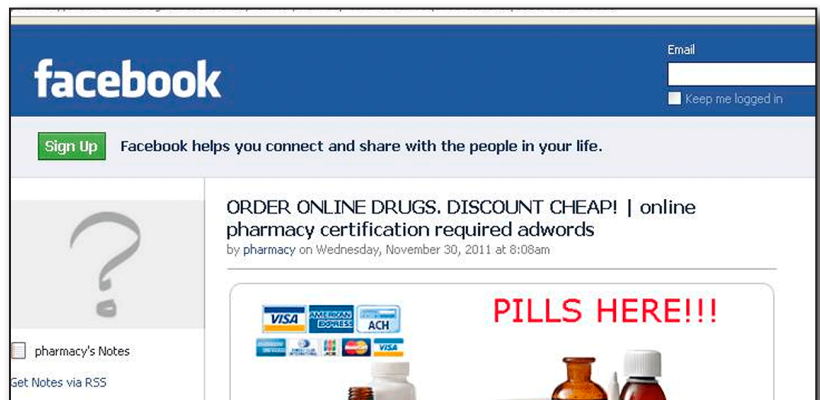 facebook
Email
Keep me logged in
Sign Up
Facebook helps you connect and share with the people in your life.
ORDER ONLINE DRUGS. DISCOUNT CHEAP! | online
pharmacy certification required adwords
by pharmacy on Wednesday, November 30, 2011 at 8:08am
PILLS HERE!!!
VISA
AMERICAN EXPRESS
ACH
VISA
pharmacy's Notes
Get Notes via RSS